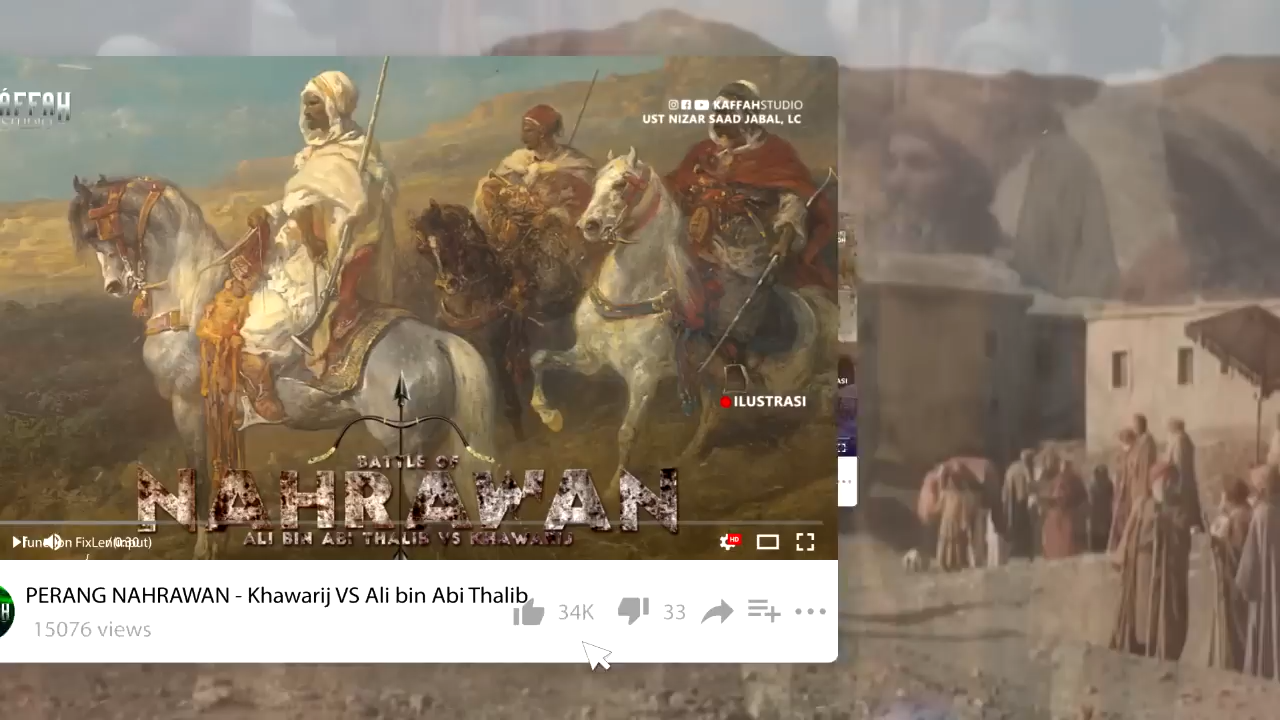 KAFFAHSTUDIO
UST NIZAR SAAD JABAL, LC
ILUSTRASI
BATTLE OF
NAHRAWAN
ALI BIN ABI THALIB VS KHAWARIJ
HD
PERANG NAHRAWAN - Khawarij VS Ali bin Abi Thalib
34K
33
15076 views